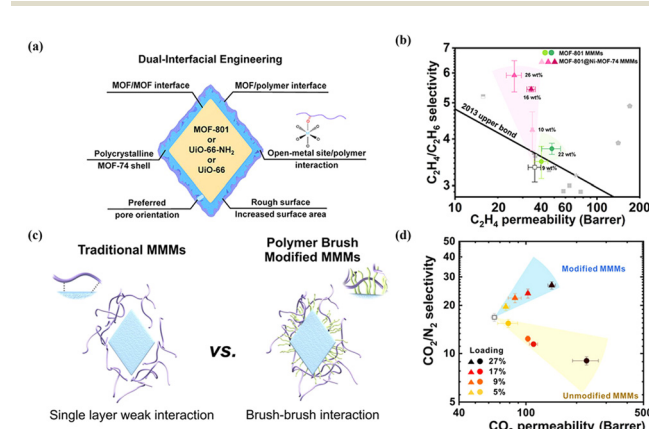 (a)
Dual-Interfacial Engineering
MOF/MOF interface
MOF/polymer interface
MOF-801
or
UiO-66-NH2
or
UiO-66
Polycrystalline
MOF-74 shell
Open-metal site/polymer
interaction
Preferred
pore orientation
Rough surface
Increased surface area
(b)
C2H4/C2H6 selectivity
7
6
5
4
3
MOF-801 MMMs
MOF-801@Ni-MOF-74 MMMs
26 wt%
16 wt%
10 wt%
22 wt%
19 wt%
2013 upper bond
10
20
40
60
100
200
C2H4 permeability (Barrer)
(c)
Traditional MMMs
Polymer Brush
Modified MMMs
vs.
Single layer weak interaction
Brush-brush interaction
(d)
CO2/N2 selectivity
50
40
30
20
10
5
Modified MMMs
Loading
27%
17%
9%
5%
Unmodified MMMs
40
80
200
400
600
CO2 permeability (Barrer)